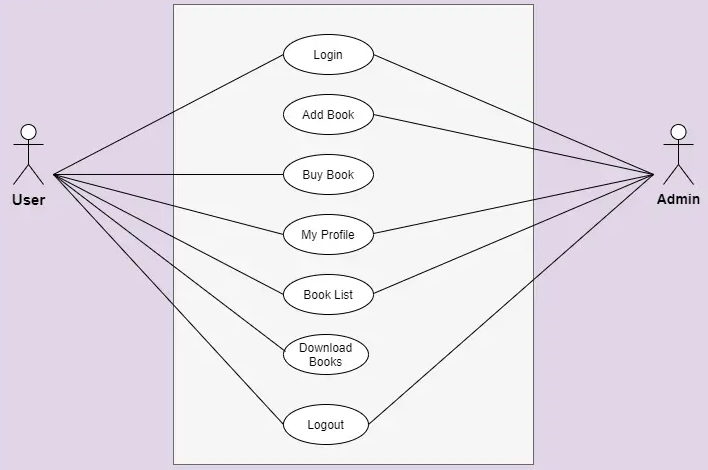 Login
Add Book
Buy Book
User
Admin
My Profile
Book List
Download
Books
Logout